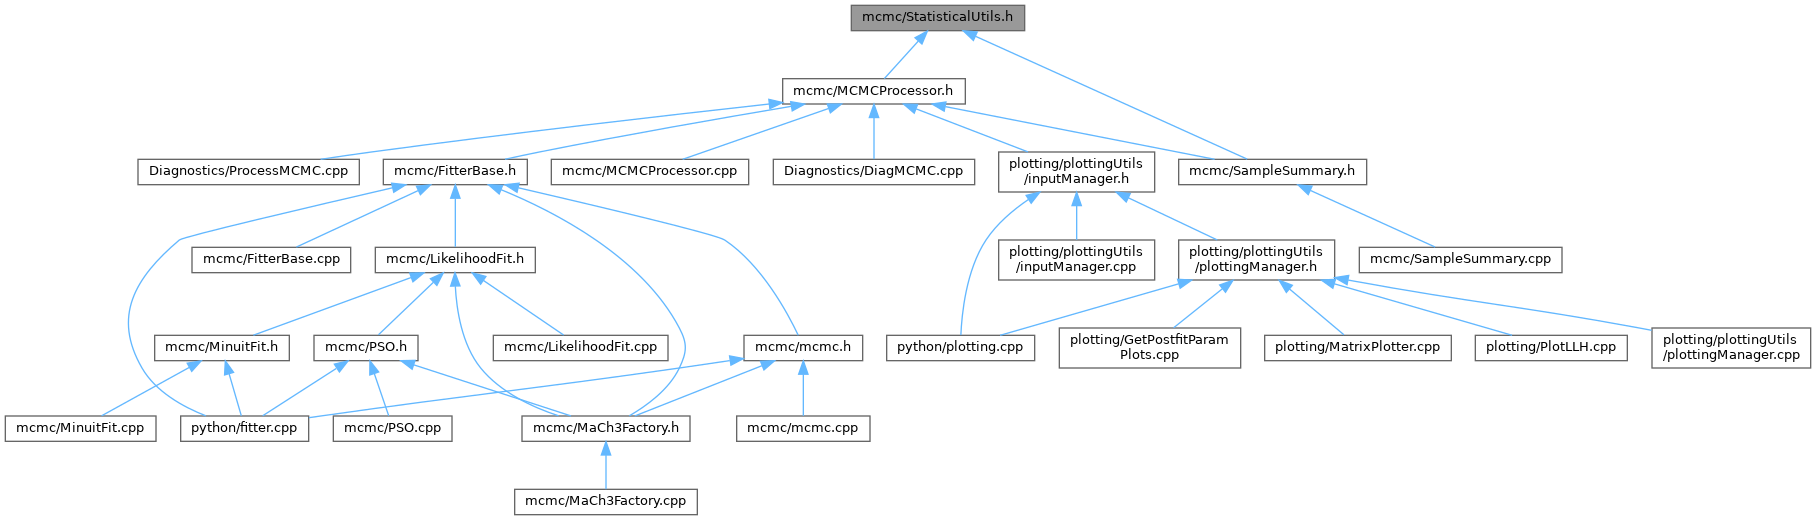 mcmc/StatisticalUtils.h
mcmc/MCMCProcessor.h
Diagnostics/ProcessMCMC.cpp
mcmc/FitterBase.h
mcmc/MCMCProcessor.cpp
Diagnostics/DiagMCMC.cpp
plotting/plottingUtils
/inputManager.h
mcmc/SampleSummary.h
mcmc/FitterBase.cpp
mcmc/LikelihoodFit.h
plotting/plottingUtils
/inputManager.cpp
plotting/plottingUtils
/plottingManager.h
mcmc/SampleSummary.cpp
mcmc/MinuitFit.h
mcmc/PSO.h
mcmc/LikelihoodFit.cpp
mcmc/mcmc.h
python/plotting.cpp
plotting/GetPostfitParam
Plots.cpp
plotting/MatrixPlotter.cpp
plotting/PlotLLH.cpp
plotting/plottingUtils
/plottingManager.cpp
mcmc/MinuitFit.cpp
python/fitter.cpp
mcmc/PSO.cpp
mcmc/MaCh3Factory.h
mcmc/mcmc.cpp
mcmc/MaCh3Factory.cpp